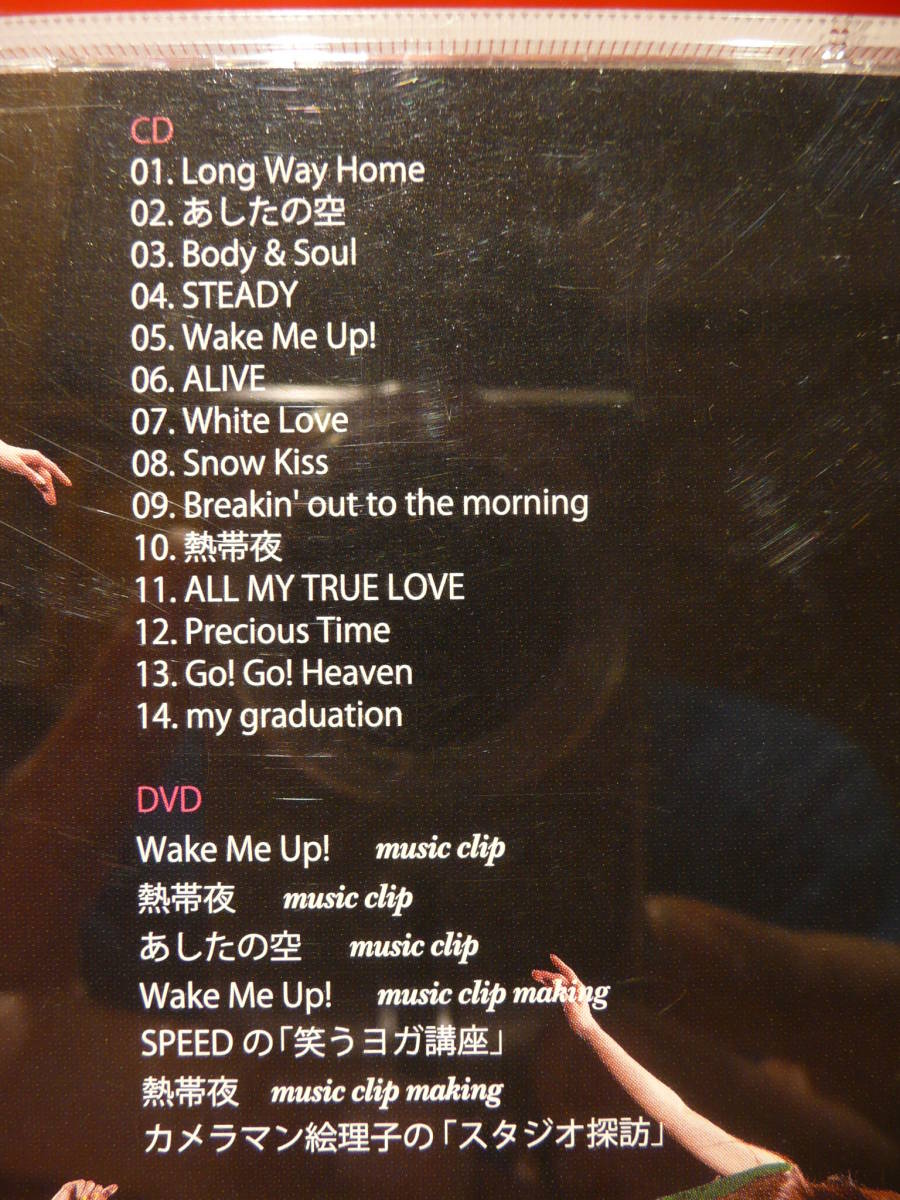 CD
01. Long Way Home
02. あしたの空
03. Body & Soul
04. STEADY
05. Wake Me Up!
06. ALIVE
07. White Love
08. Snow Kiss
09. Breakin' out to the morning
10. 熱帯夜
11. ALL MY TRUE LOVE
12. Precious Time
13. Go! Go! Heaven
14. my graduation
DVD
Wake Me Up! music clip
熱帯夜 music clip
あしたの空 music clip
Wake Me Up! music clip making
SPEED の「笑うヨガ講座」
熱帯夜 music clip making
カメラマン絵理子の「スタジオ探訪」